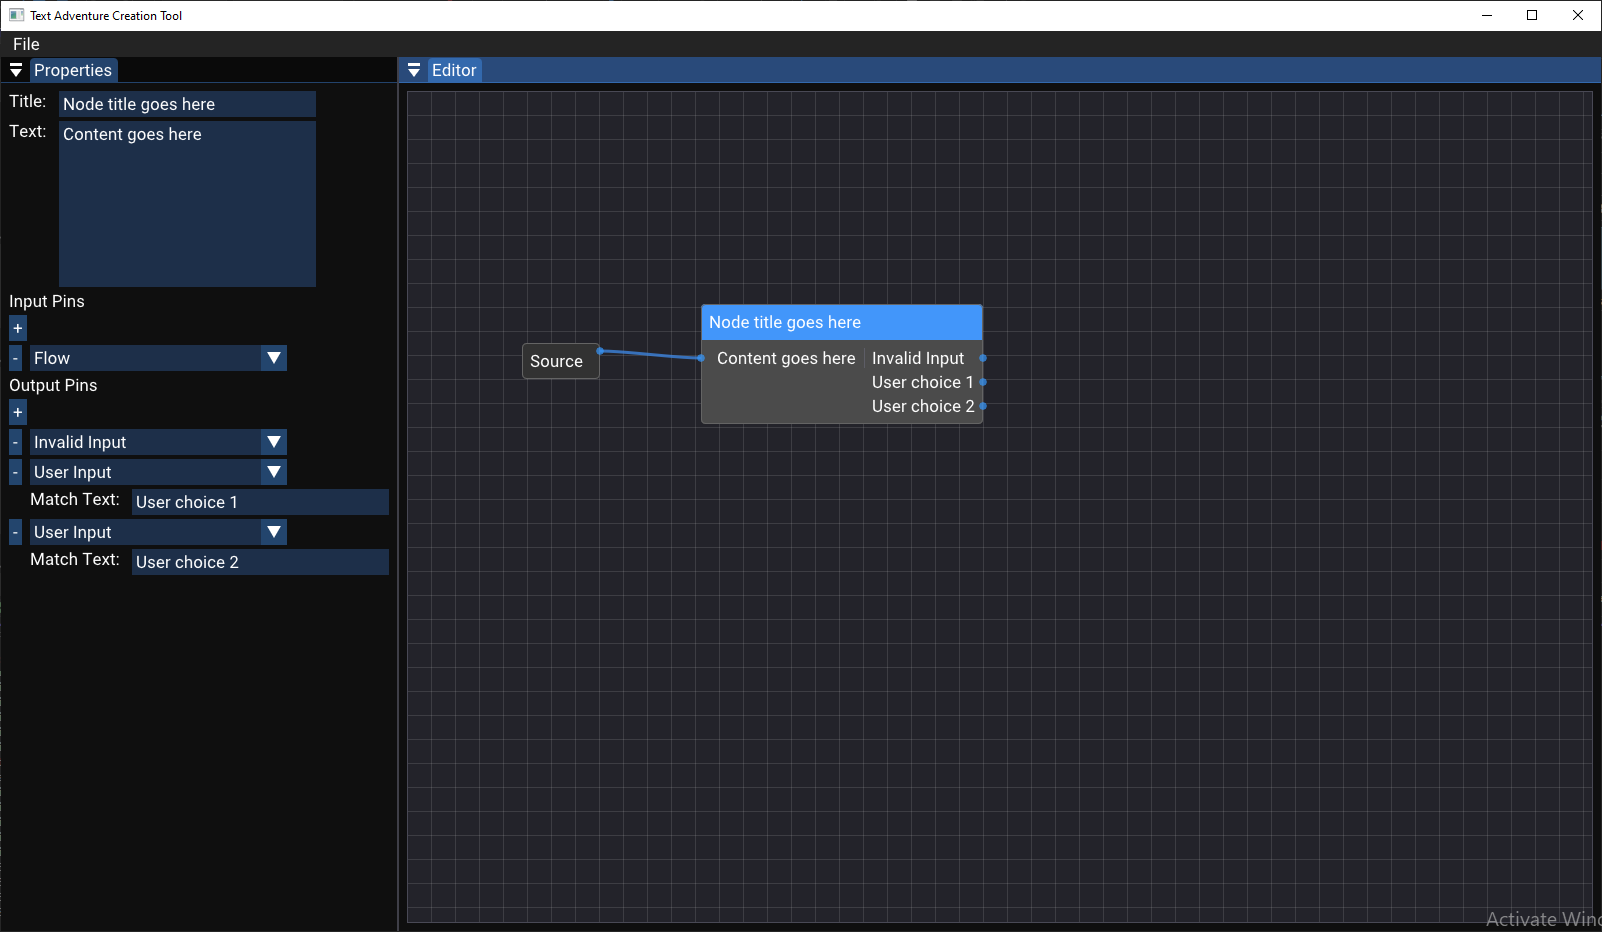 Text Adventure Creation Tool
File
Properties
Title: Node title goes here
Text: Content goes here
Input Pins
+
- Flow
Output Pins
+
- Invalid Input
- User Input
Match Text: User choice 1
- User Input
Match Text: User choice 2
Editor
Source
Node title goes here
Content goes here Invalid Input
User choice 1
User choice 2
Activate Wind